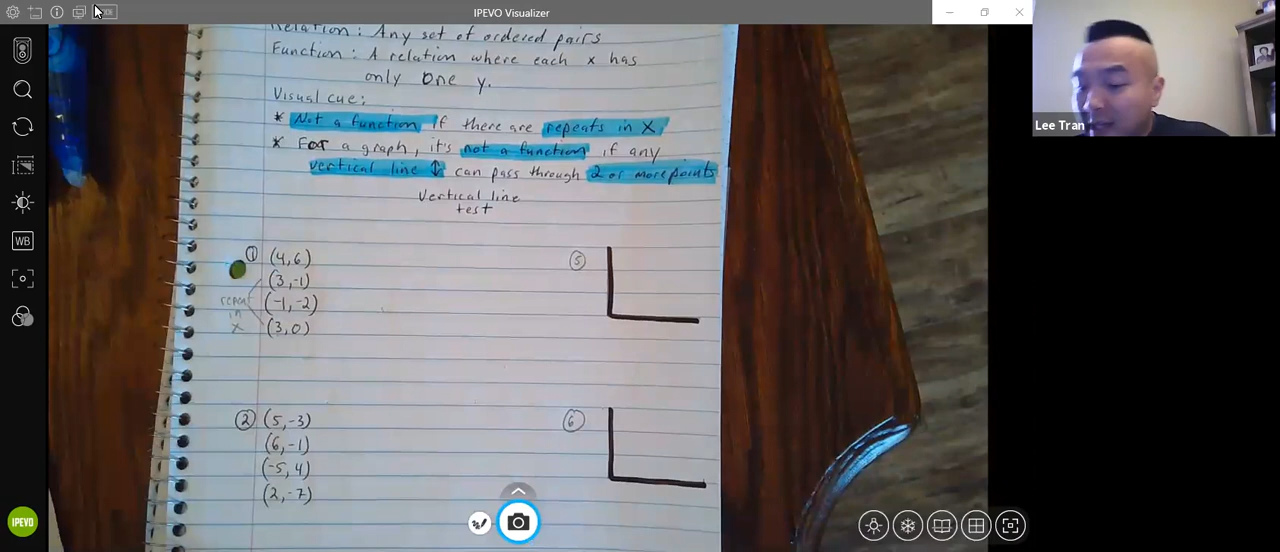 IPEVO Visualizer
Lee Tran
Relation: Any set of ordered pairs
Function: A relation where each x has
only one y.
Visual cue:
* Not a function if there are repeats in X
* For a graph, it's not a function if any
vertical line ↕ can pass through 2 or more points
Vertical line
test
① (4,6)
(3,-1)
(-1,-2)
(3,0)
repeat
in
x
⑤
② (5,-3)
(6,-1)
(-5,4)
(2,-7)
⑥
WB
IPEVO